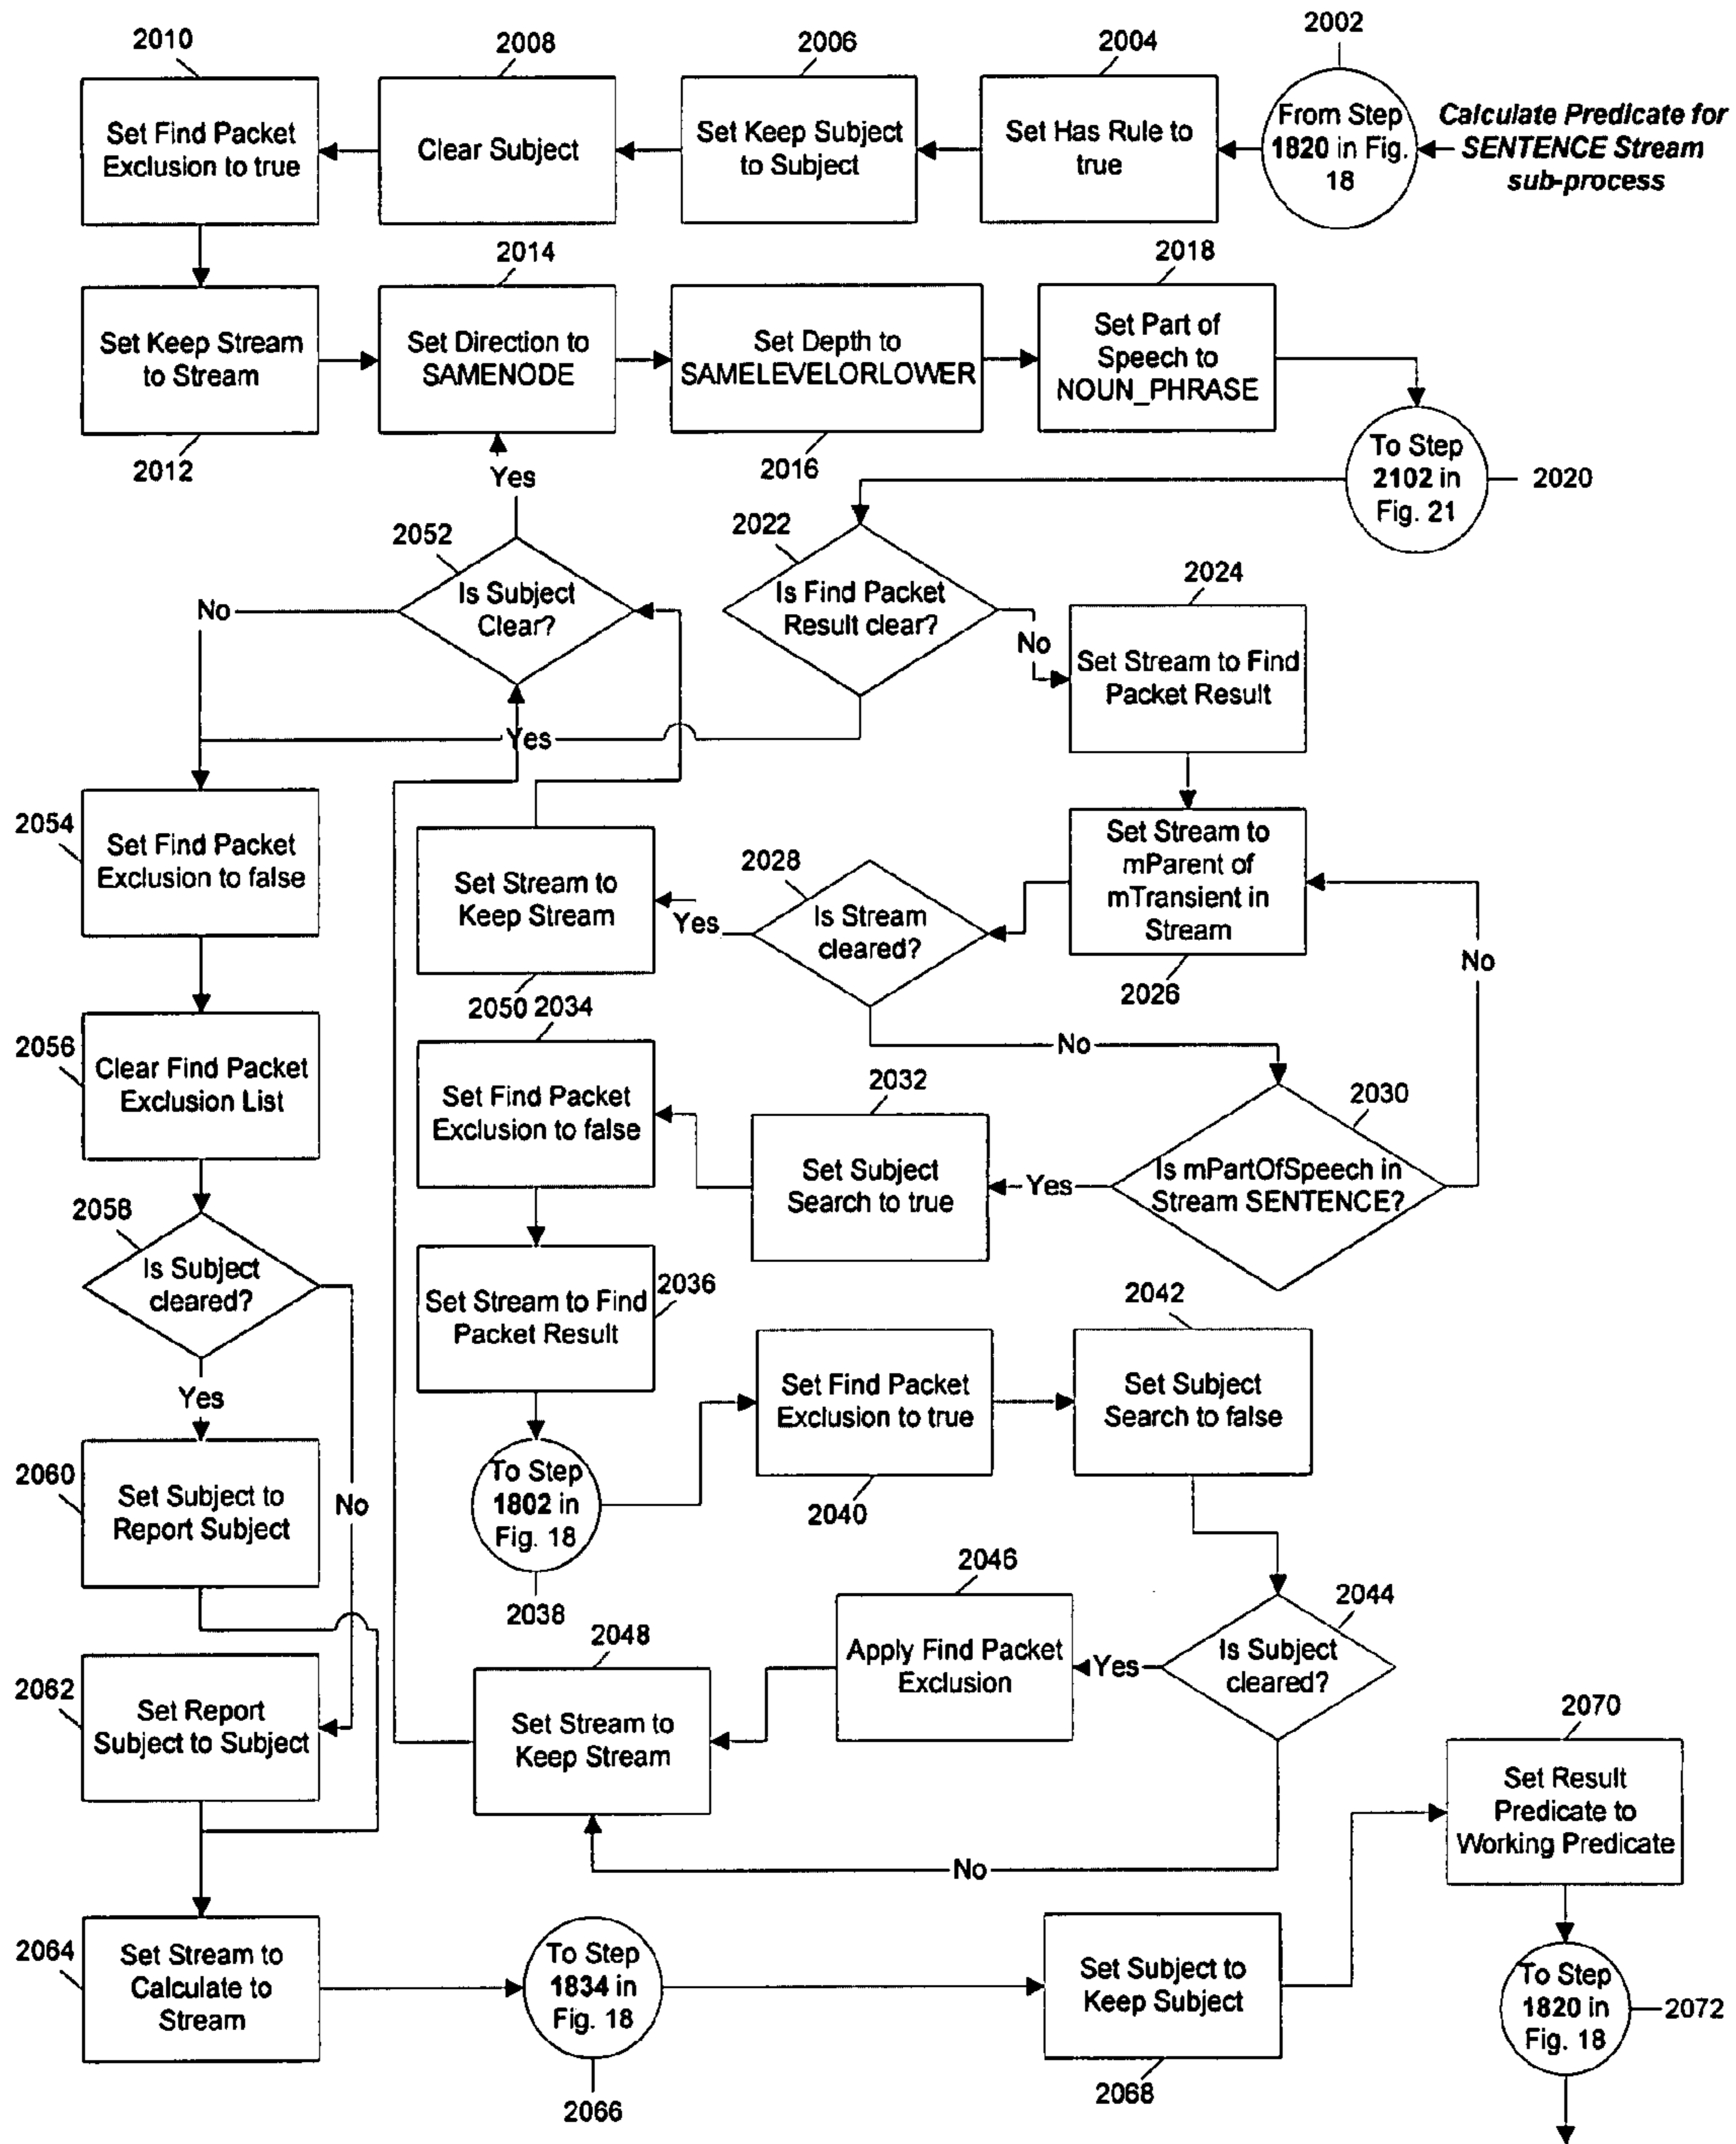 2010
2008
2006
2004
2002
Set Find Packet
Exclusion to true
Clear Subject
Set Keep Subject
to Subject
Set Has Rule to
true
From Step
1820 in Fig.
18
Calculate Predicate for
SENTENCE Stream
sub-process
2014
2018
Set Keep Stream
to Stream
Set Direction to
SAMENODE
Set Depth to
SAMELEVELORLOWER
Set Part of
Speech to
NOUN_PHRASE
2012
Yes
2016
To Step
2102 in
Fig. 21
2020
2052
2022
2024
No
Is Subject
Clear?
Is Find Packet
Result clear?
No
Set Stream to Find
Packet Result
Yes
2054
Set Find Packet
Exclusion to false
Set Stream to
Keep Stream
2028
Yes
Is Stream
cleared?
Set Stream to
mParent of
mTransient in
Stream
No
2050
2034
2026
No
2056
Clear Find Packet
Exclusion List
Set Find Packet
Exclusion to false
2032
Set Subject
Search to true
2030
Yes
Is mPartOfSpeech in
Stream SENTENCE?
2058
Is Subject
cleared?
Set Stream to Find
Packet Result
2036
2042
Yes
Set Find Packet
Exclusion to true
Set Subject
Search to false
2060
Set Subject to
Report Subject
No
To Step
1802 in
Fig. 18
2040
2038
2046
2044
2048
2062
Set Report
Subject to Subject
Apply Find Packet
Exclusion
Yes
Is Subject
cleared?
Set Stream to
Keep Stream
2070
Set Result
Predicate to
Working Predicate
No
2064
Set Stream to
Calculate to
Stream
To Step
1834 in
Fig. 18
Set Subject to
Keep Subject
To Step
1820 in
Fig. 18
2072
2066
2068